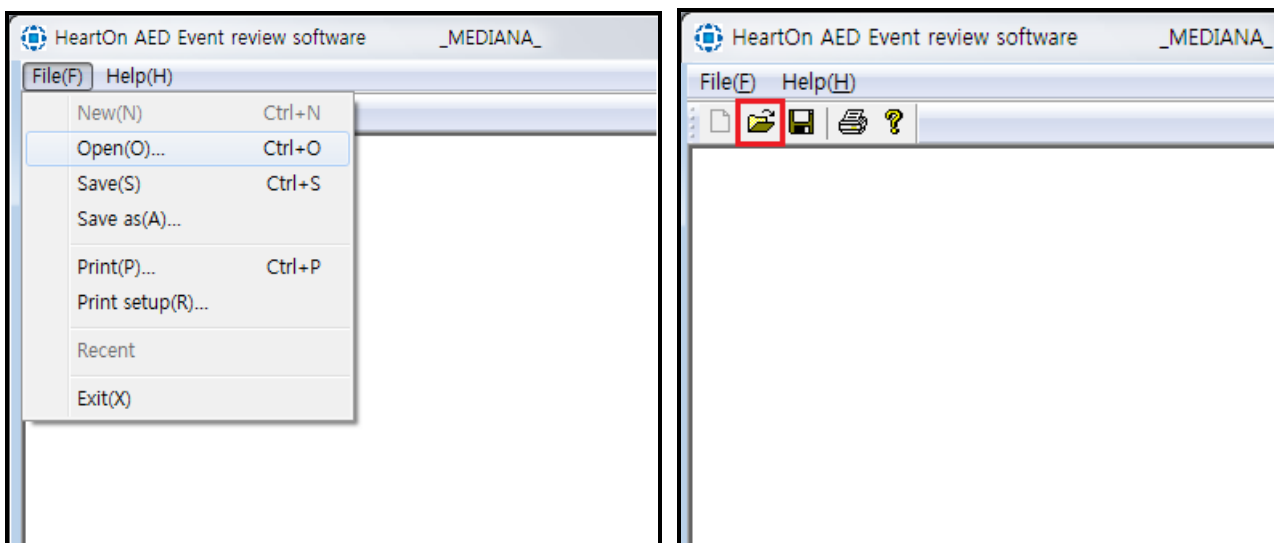 HeartOn AED Event review software _MEDIANA_
File(F) Help(H)
New(N) Ctrl+N
Open(O)... Ctrl+O
Save(S) Ctrl+S
Save as(A)...
Print(P)... Ctrl+P
Print setup(R)...
Recent
Exit(X)
HeartOn AED Event review software _MEDIANA_
File(F) Help(H)